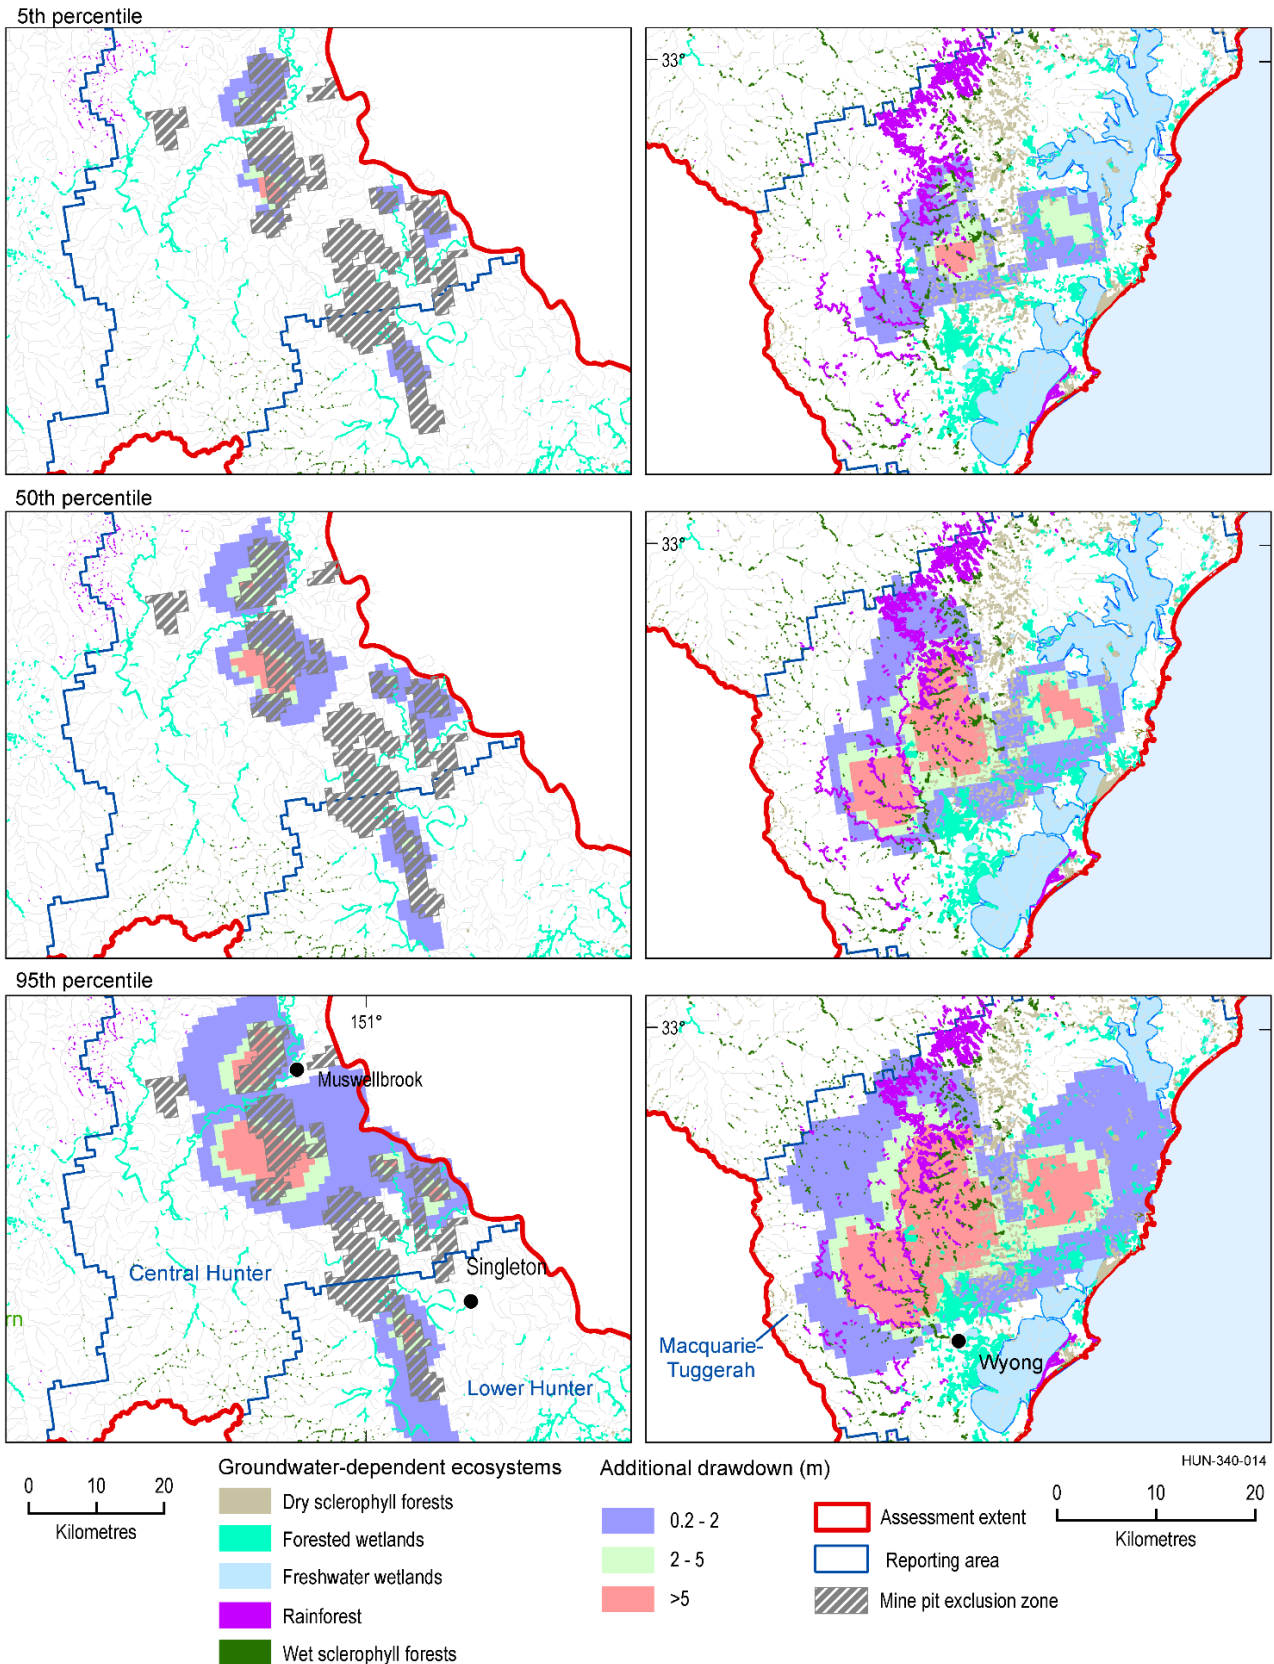 5th percentile
33°
50th percentile
33°
95th percentile
151°
33°
Muswellbrook
Central Hunter
Singleton
rn
Lower Hunter
Macquarie-
Tuggerah
Wyong
HUN-340-014
0 10 20
Kilometres
Groundwater-dependent ecosystems
Dry sclerophyll forests
Forested wetlands
Freshwater wetlands
Rainforest
Wet sclerophyll forests
Additional drawdown (m)
0.2 - 2
2 - 5
>5
Assessment extent
Reporting area
Mine pit exclusion zone
0 10 20
Kilometres